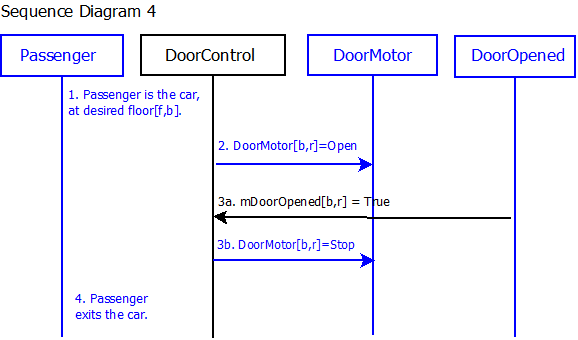 Sequence Diagram 4
Passenger
DoorControl
DoorMotor
DoorOpened
1. Passenger is the car,
at desired floor[f,b].
2. DoorMotor[b,r]=Open
3a. mDoorOpened[b,r] = True
3b. DoorMotor[b,r]=Stop
4. Passenger
exits the car.